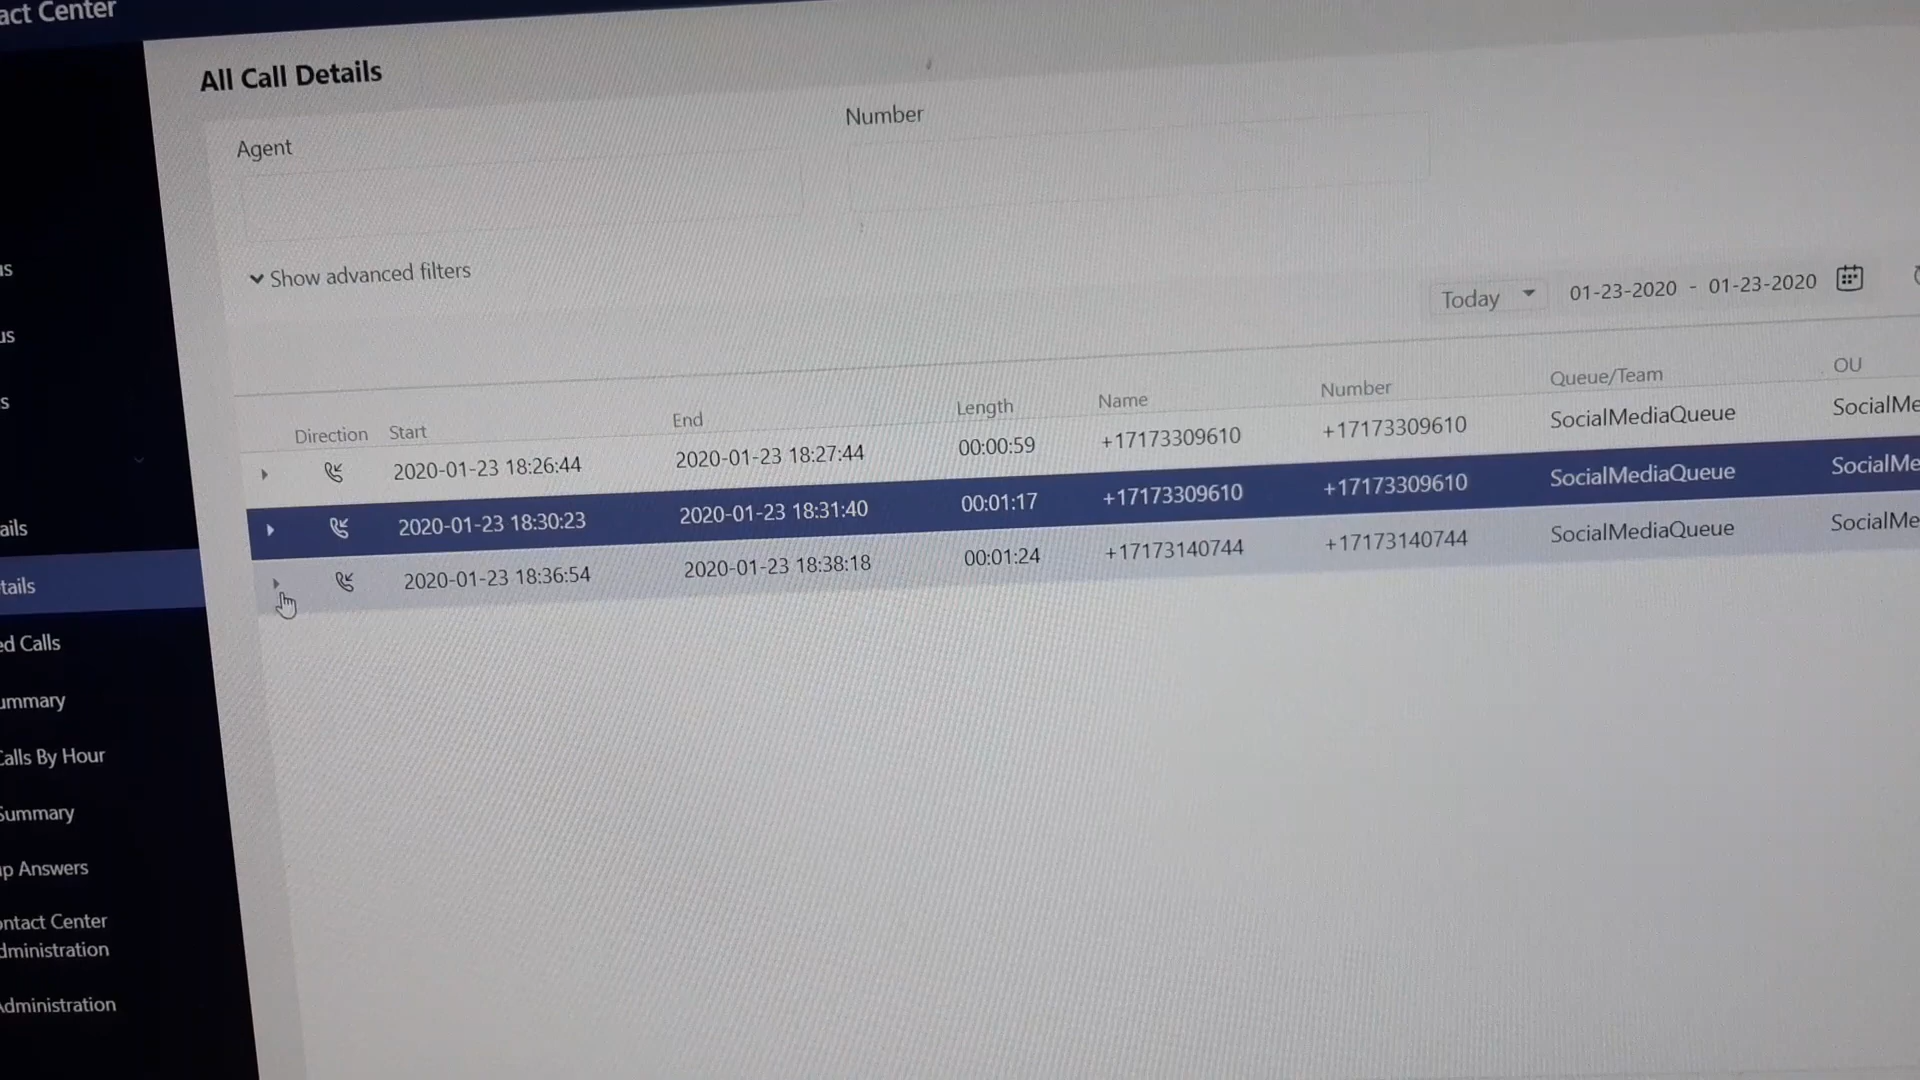 act Center
All Call Details
Agent
Number
Show advanced filters
Today 01-23-2020 - 01-23-2020
Direction Start End Length Name Number Queue/Team OU
2020-01-23 18:26:44 2020-01-23 18:27:44 00:00:59 +17173309610 +17173309610 SocialMediaQueue SocialMe
2020-01-23 18:30:23 2020-01-23 18:31:40 00:01:17 +17173309610 +17173309610 SocialMediaQueue SocialMe
2020-01-23 18:36:54 2020-01-23 18:38:18 00:01:24 +17173140744 +17173140744 SocialMediaQueue SocialMe
us
us
s
ails
tails
ed Calls
ummary
Calls By Hour
Summary
p Answers
ontact Center
dministration
Administration